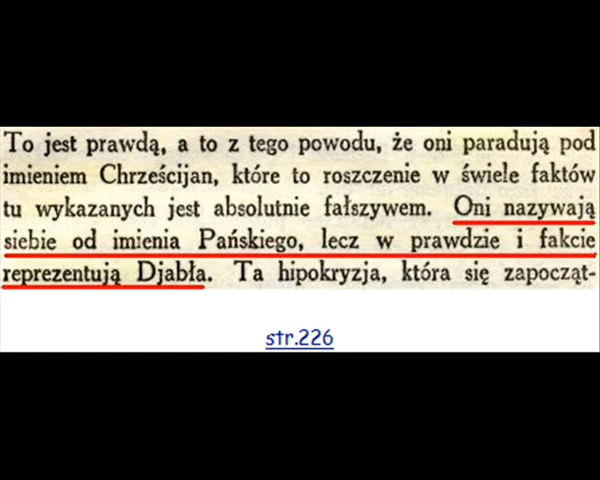 To jest prawdą, a to z tego powodu, że oni paradują pod
imieniem Chrześcijan, które to roszczenie w świele faktów
tu wykazanych jest absolutnie fałszywem. Oni nazywają
siebie od imienia Pańskiego, lecz w prawdzie i fakcie
reprezentują Djabła. Ta hipokryzja, która się zapocząt-
str.226